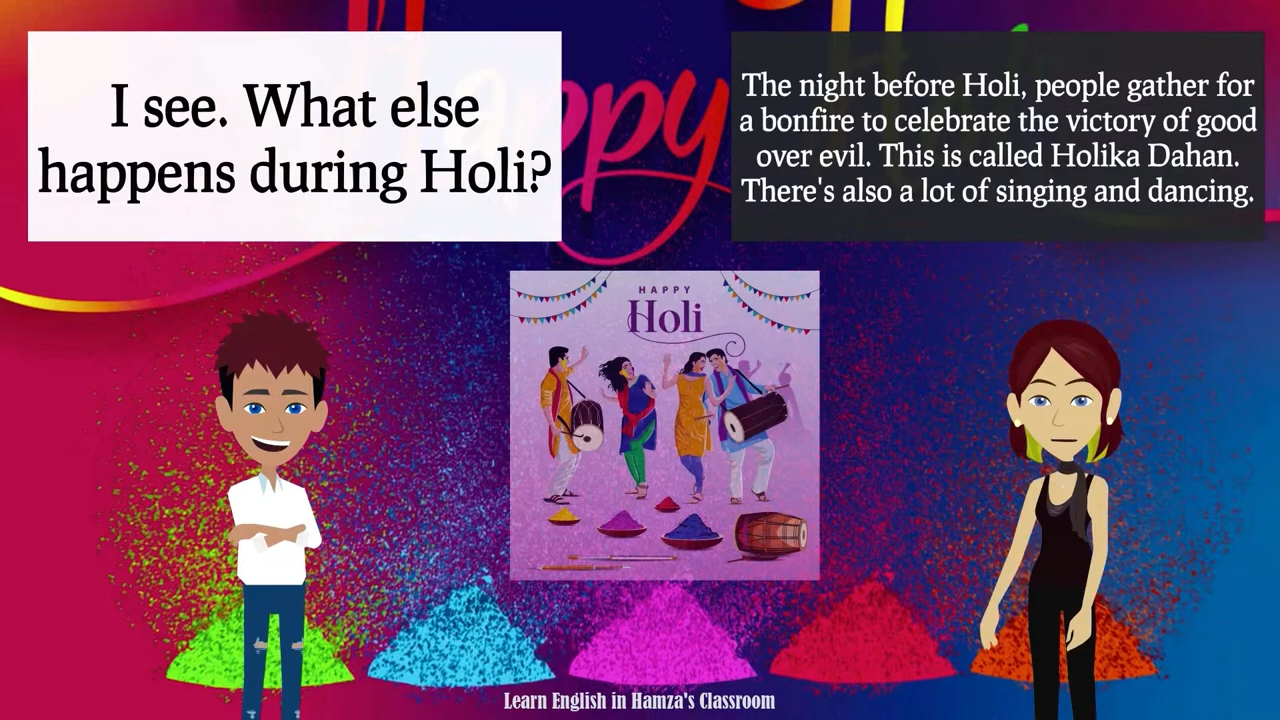 I see. What else
happens during Holi?
The night before Holi, people gather for
a bonfire to celebrate the victory of good
over evil. This is called Holika Dahan.
There's also a lot of singing and dancing.
HAPPY
Holi
Learn English in Hamza's Classroom